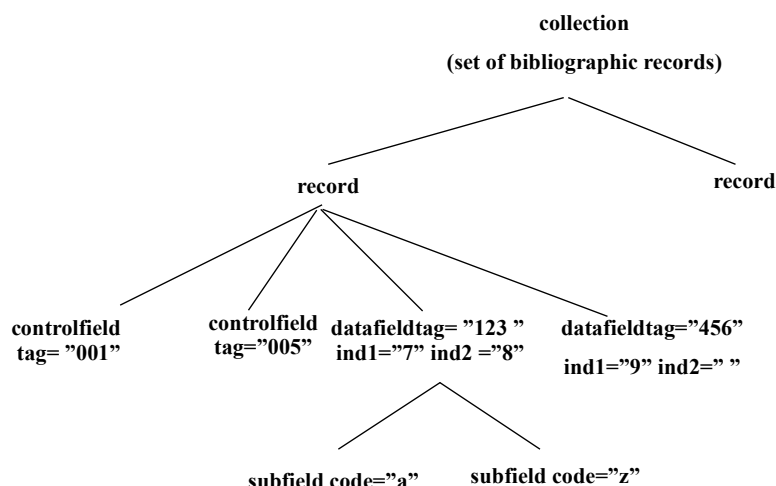 collection
(set of bibliographic records)
record
record
controlfield
tag= ”001”
controlfield
tag=”005”
datafieldtag= ”123 ”
ind1=”7” ind2 =”8”
datafieldtag=”456”
ind1=”9” ind2=” ”
subfield code=”a”
subfield code=”z”